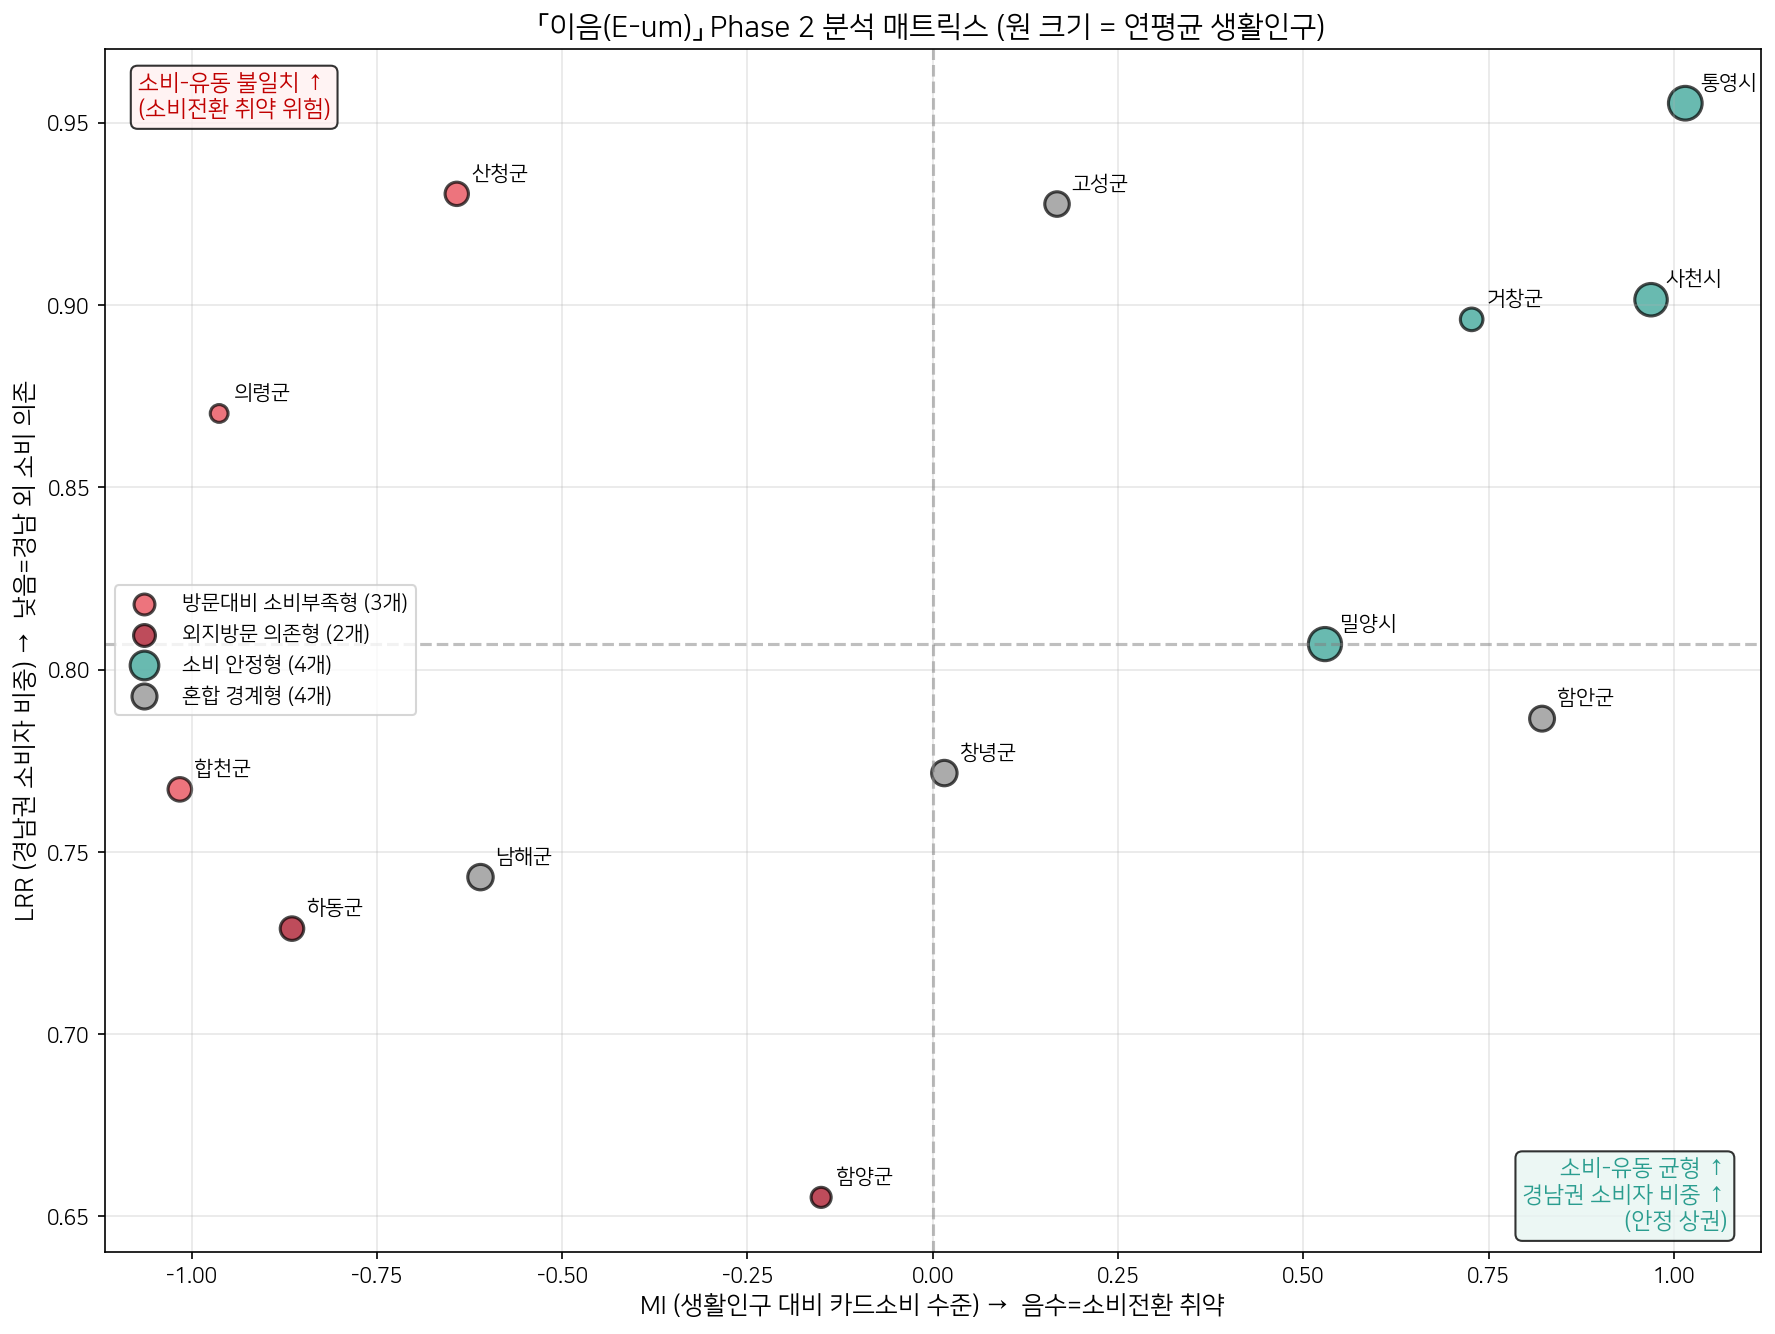 「이음(E-um)」 Phase 2 분석 매트릭스 (원 크기 = 연평균 생활인구)
소비-유동 불일치 ↑
(소비전환 취약 위험)
통영시
산청군
고성군
사천시
거창군
의령군
밀양시
함안군
창녕군
합천군
남해군
하동군
함양군
방문대비 소비부족형 (3개)
외지방문 의존형 (2개)
소비 안정형 (4개)
혼합 경계형 (4개)
소비-유동 균형 ↑
경남권 소비자 비중 ↑
(안정 상권)
LRR (경남권 소비자 비중) → 낮음=경남 외 소비 의존
0.95
0.90
0.85
0.80
0.75
0.70
0.65
-1.00
-0.75
-0.50
-0.25
0.00
0.25
0.50
0.75
1.00
MI (생활인구 대비 카드소비 수준) → 음수=소비전환 취약